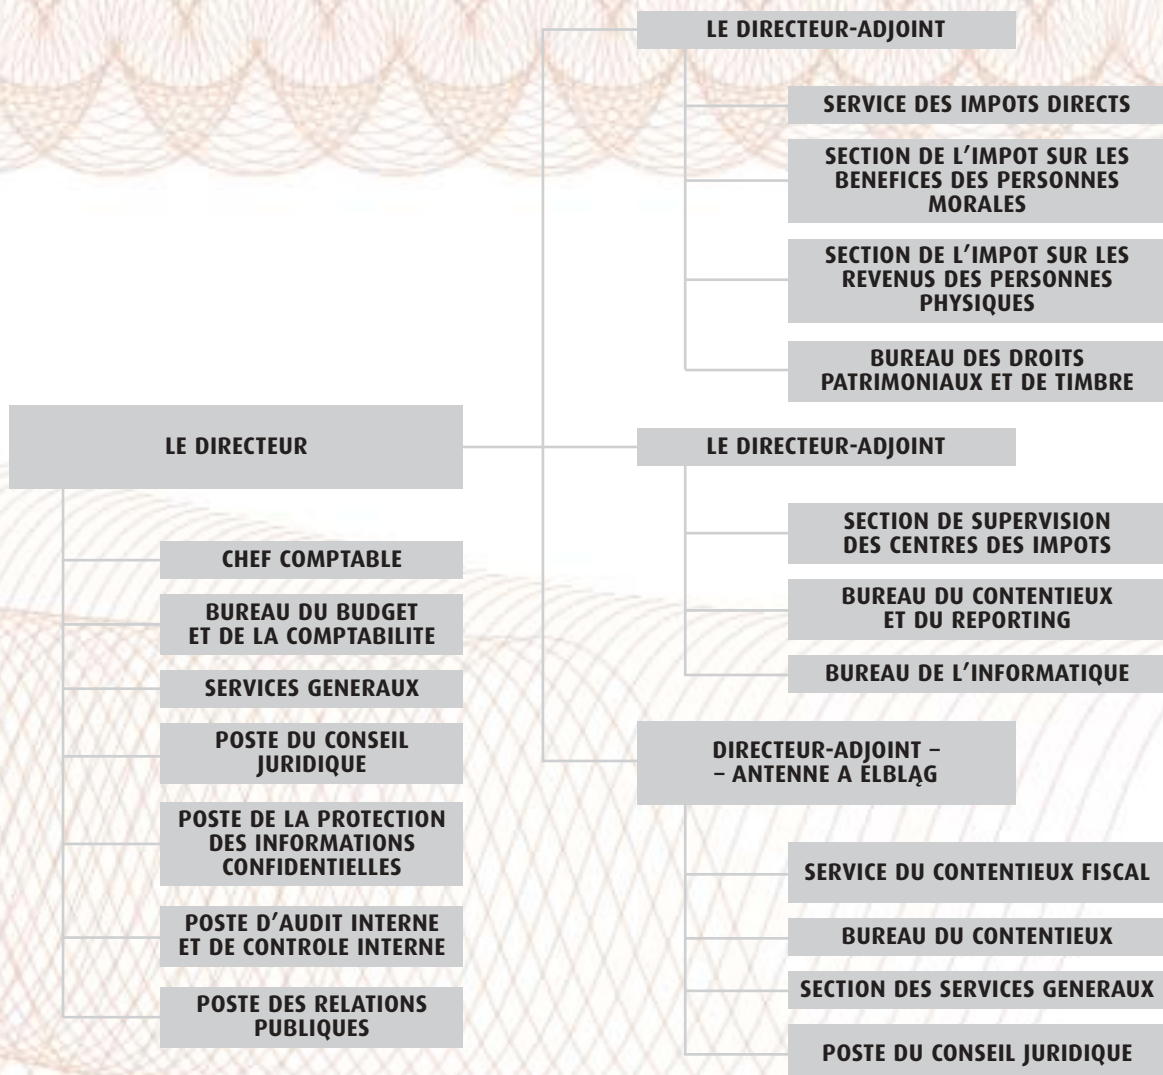 LE DIRECTEUR-ADJOINT
SERVICE DES IMPOTS DIRECTS
SECTION DE L'IMPOT SUR LES
BENEFICES DES PERSONNES
MORALES
SECTION DE L'IMPOT SUR LES
REVENUS DES PERSONNES
PHYSIQUES
BUREAU DES DROITS
PATRIMONIAUX ET DE TIMBRE
LE DIRECTEUR
CHEF COMPTABLE
BUREAU DU BUDGET
ET DE LA COMPTABILITE
SERVICES GENERAUX
POSTE DU CONSEIL
JURIDIQUE
POSTE DE LA PROTECTION
DES INFORMATIONS
CONFIDENTIELLES
POSTE D'AUDIT INTERNE
ET DE CONTROLE INTERNE
POSTE DES RELATIONS
PUBLIQUES
LE DIRECTEUR-ADJOINT
SECTION DE SUPERVISION
DES CENTRES DES IMPOTS
BUREAU DU CONTENTIEUX
ET DU REPORTING
BUREAU DE L'INFORMATIQUE
DIRECTEUR-ADJOINT –
– ANTENNE A ELBLĄG
SERVICE DU CONTENTIEUX FISCAL
BUREAU DU CONTENTIEUX
SECTION DES SERVICES GENERAUX
POSTE DU CONSEIL JURIDIQUE